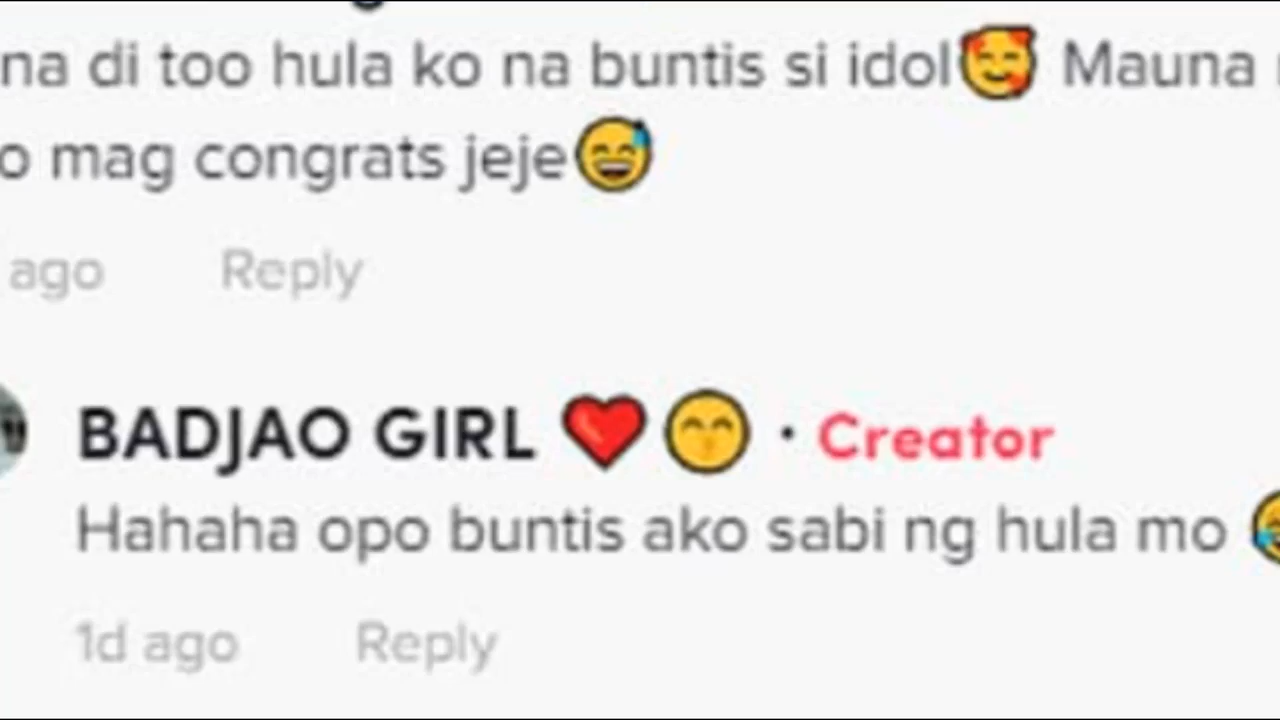 na di too hula ko na buntis si idol🥰 Mauna
o mag congrats jeje😅
ago Reply
BADJAO GIRL ❤️😙 · Creator
Hahaha opo buntis ako sabi ng hula mo 😂
1d ago Reply